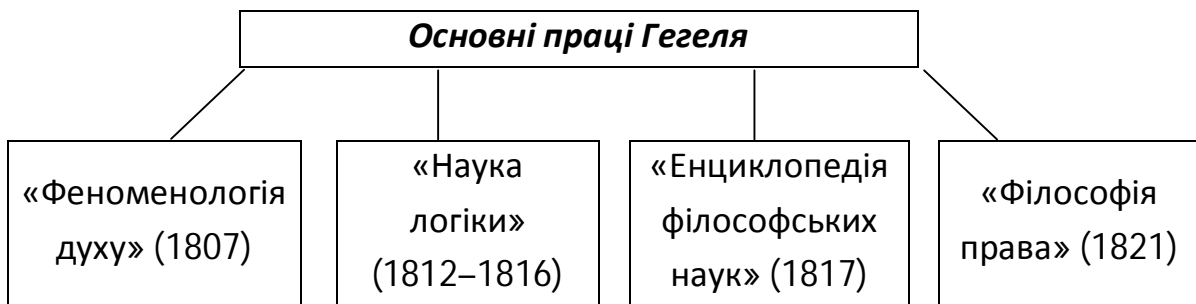 Основні праці Гегеля
«Феноменологія
духу» (1807)
«Наука
логіки»
(1812–1816)
«Енциклопедія
філософських
наук» (1817)
«Філософія
права» (1821)